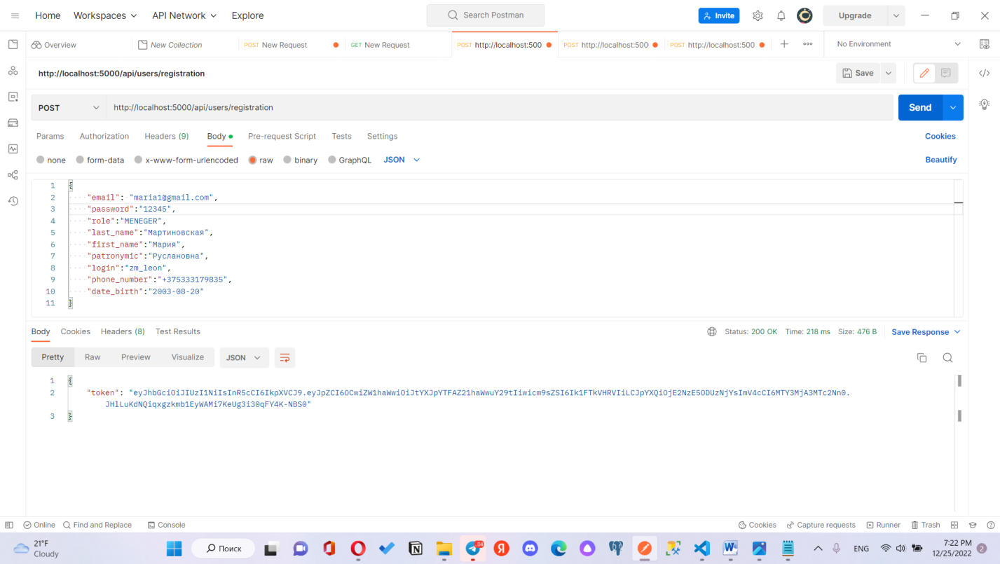 Home Workspaces API Network Explore Search Postman Invite Upgrade
Overview New Collection POST New Request GET New Request POST http://localhost:500 POST http://localhost:500 POST http://localhost:500 No Environment
http://localhost:5000/api/users/registration Save
POST http://localhost:5000/api/users/registration Send
Params Authorization Headers (9) Body Pre-request Script Tests Settings Cookies
none form-data x-www-form-urlencoded raw binary GraphQL JSON Beautify
1 {
2 "email": "maria1@gmail.com",
3 "password":"12345",
4 "role":"MENEGER",
5 "last_name":"Мартиновская",
6 "first_name":"Мария",
7 "patronymic":"Руслановна",
8 "login":"zm_leon",
9 "phone_number":"+375333179835",
10 "date_birth":"2003-08-20"
11 }
Body Cookies Headers (8) Test Results Status: 200 OK Time: 218 ms Size: 476 B Save Response
Pretty Raw Preview Visualize JSON
1 {
2 "token": "eyJhbGciOiJIUzI1NiIsInR5cCI6IkpXVCJ9.eyJpZCI6OCwiZW1haWwiOiJtYXJpYTFAZ21haWwuY29tIiwicm9sZSI6Ik1FTkVHRVIiLCJpYXQiOjE2NzE5ODUzNjYsImV4cCI6MTY3MjA3MTc2Nn0.
JHlLuKdNQiqxgzkmb1EyWAMi7KeUg3i30qFY4K-NBS0"
3 }
Online Find and Replace Console Cookies Capture requests Runner Trash
21°F
Cloudy
Поиск
04
ENG
7:22 PM
12/25/2022
2